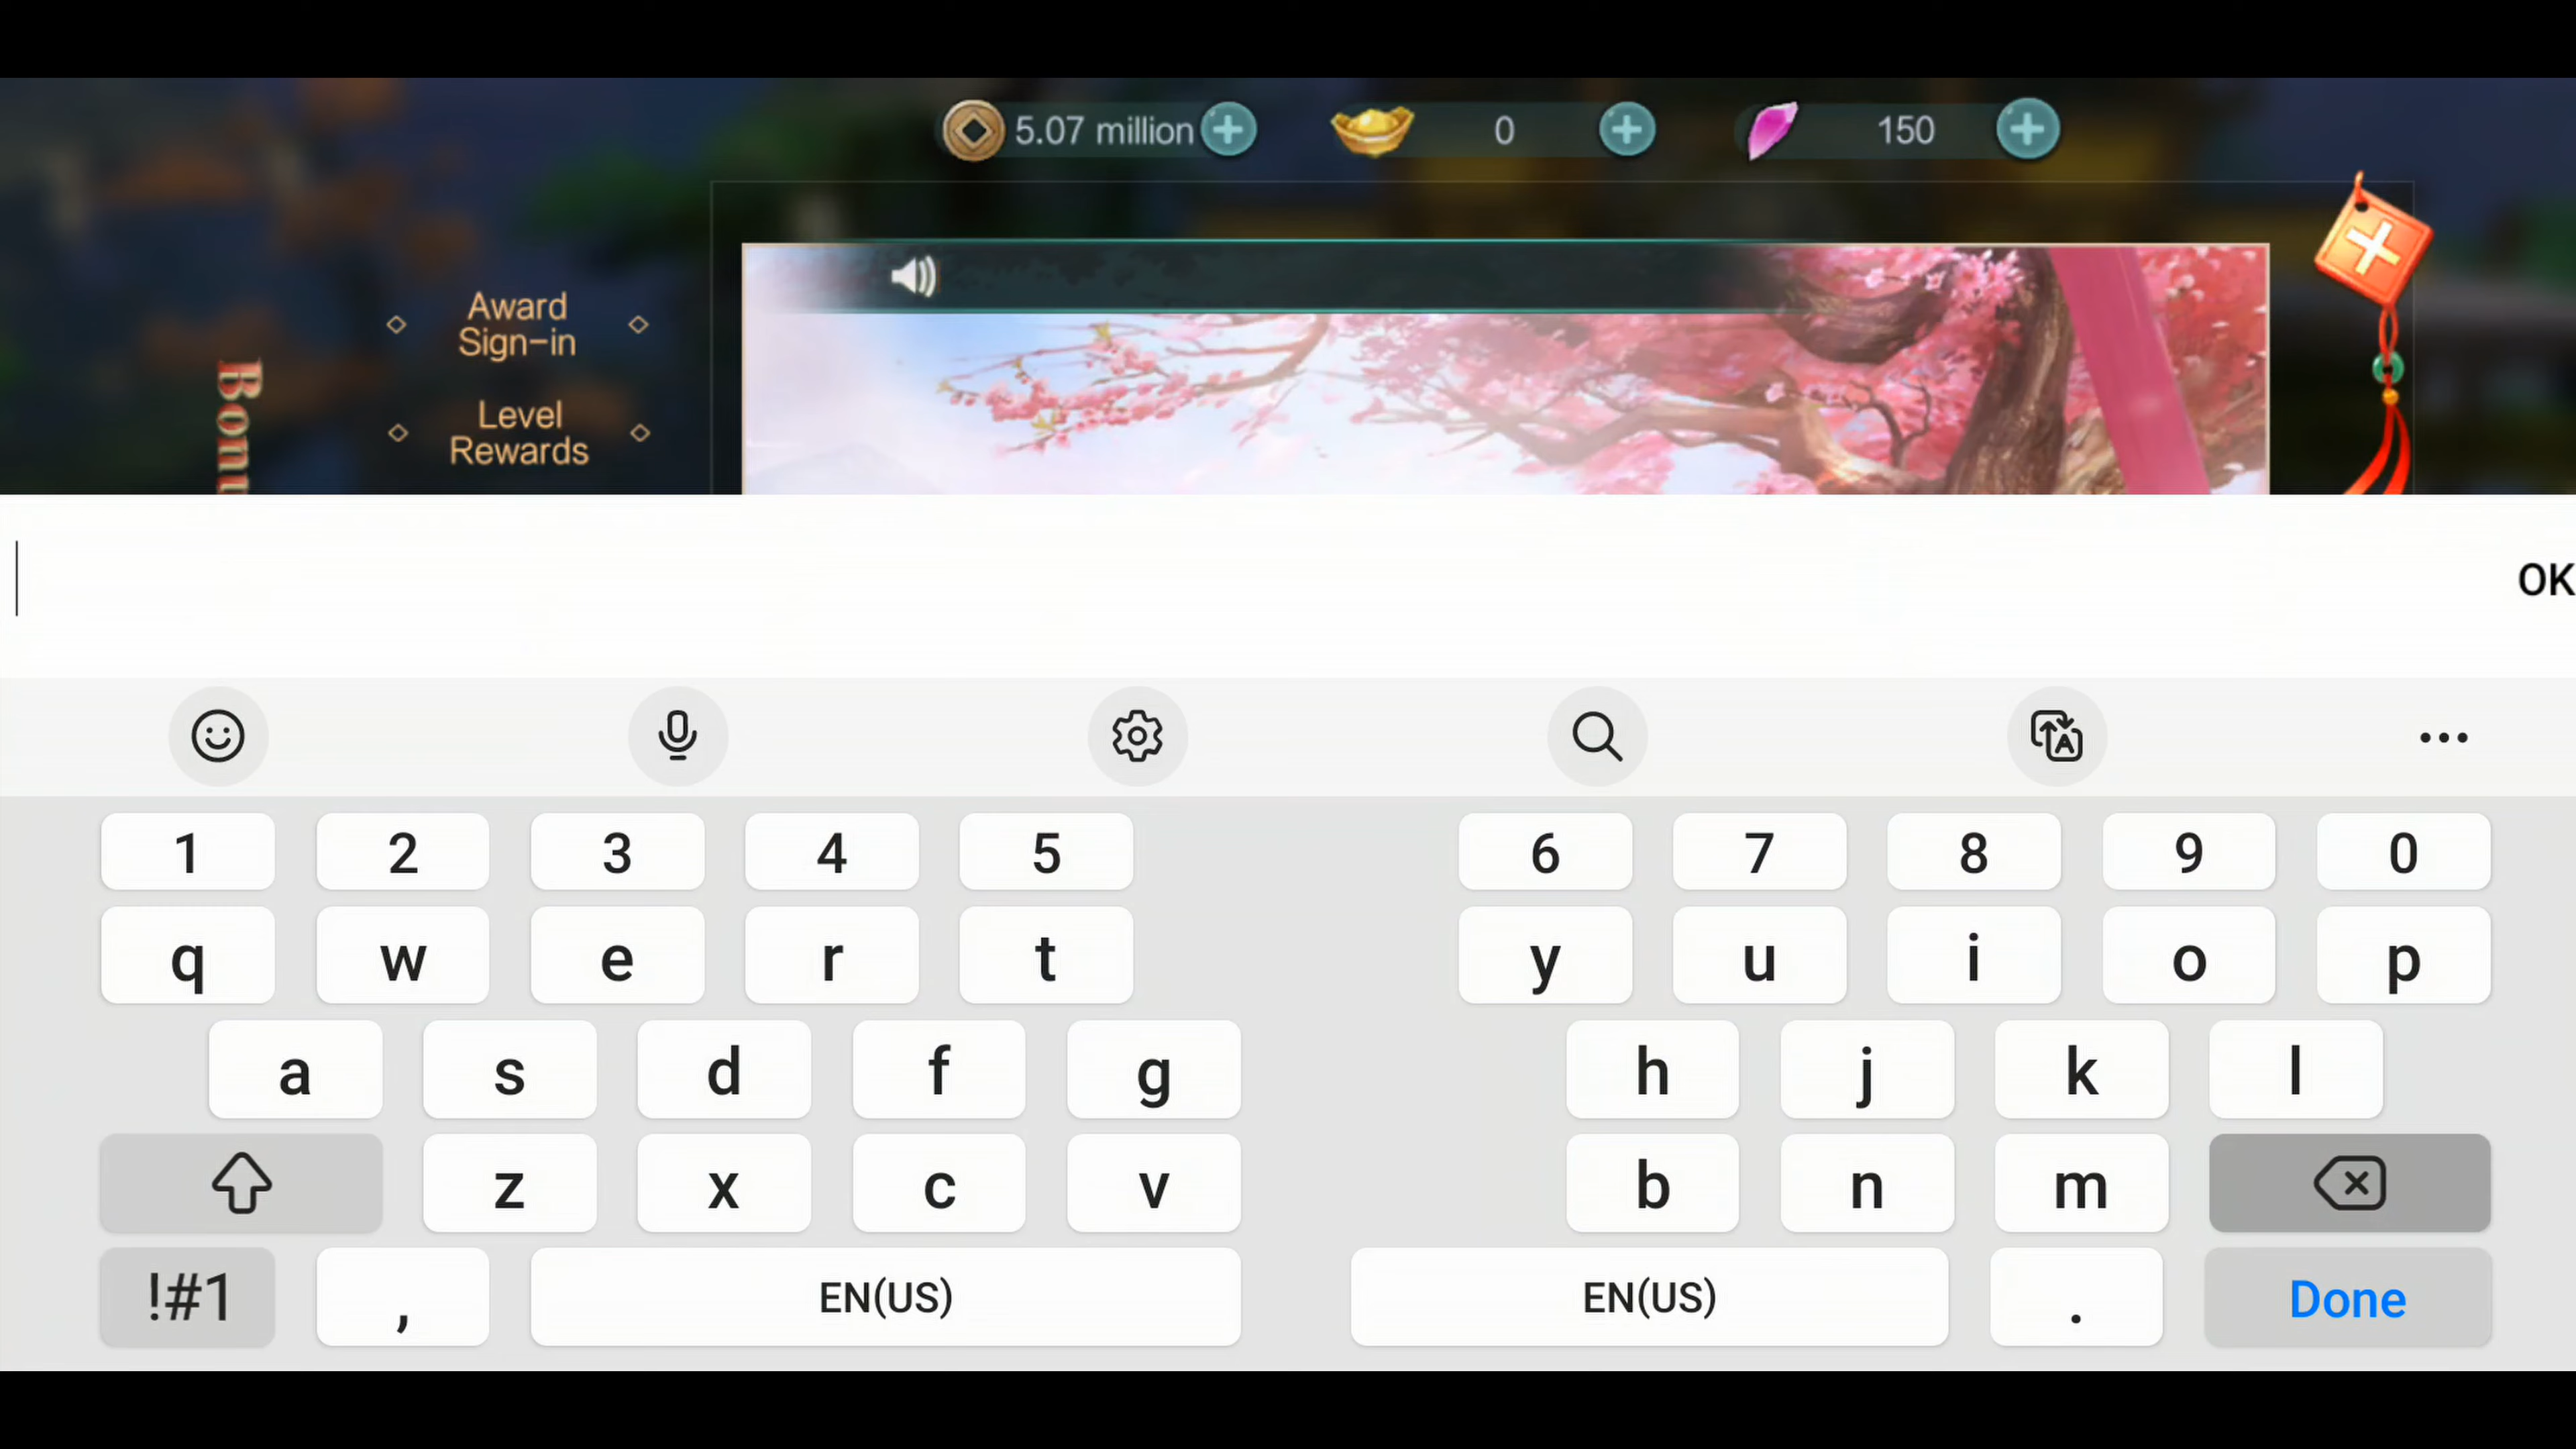 5.07 million 0 150
Award
Sign-in
Level
Rewards
Bonu
OK
1 2 3 4 5 6 7 8 9 0
q w e r t y u i o p
a s d f g h j k l
z x c v b n m
!#1 , EN(US) EN(US) . Done